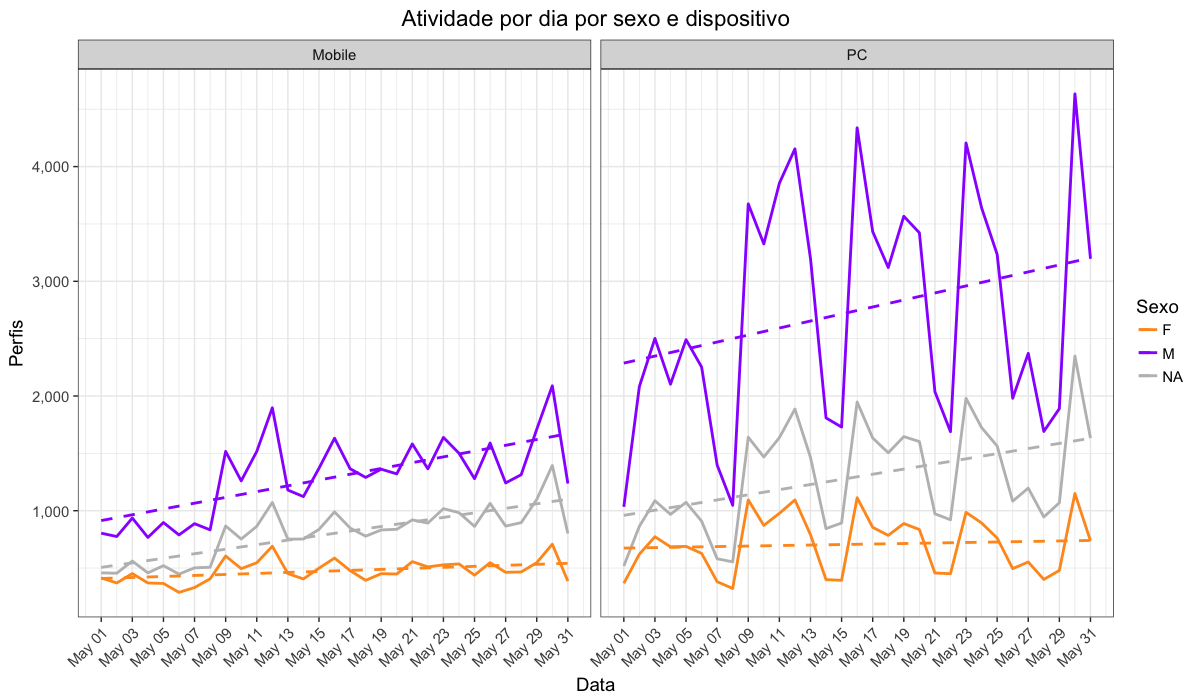 Atividade por dia por sexo e dispositivo
Mobile
PC
Perfis
4,000
3,000
2,000
1,000
May 01
May 03
May 05
May 07
May 09
May 11
May 13
May 15
May 17
May 19
May 21
May 23
May 25
May 27
May 29
May 31
May 01
May 03
May 05
May 07
May 09
May 11
May 13
May 15
May 17
May 19
May 21
May 23
May 25
May 27
May 29
May 31
Data
Sexo
F
M
NA